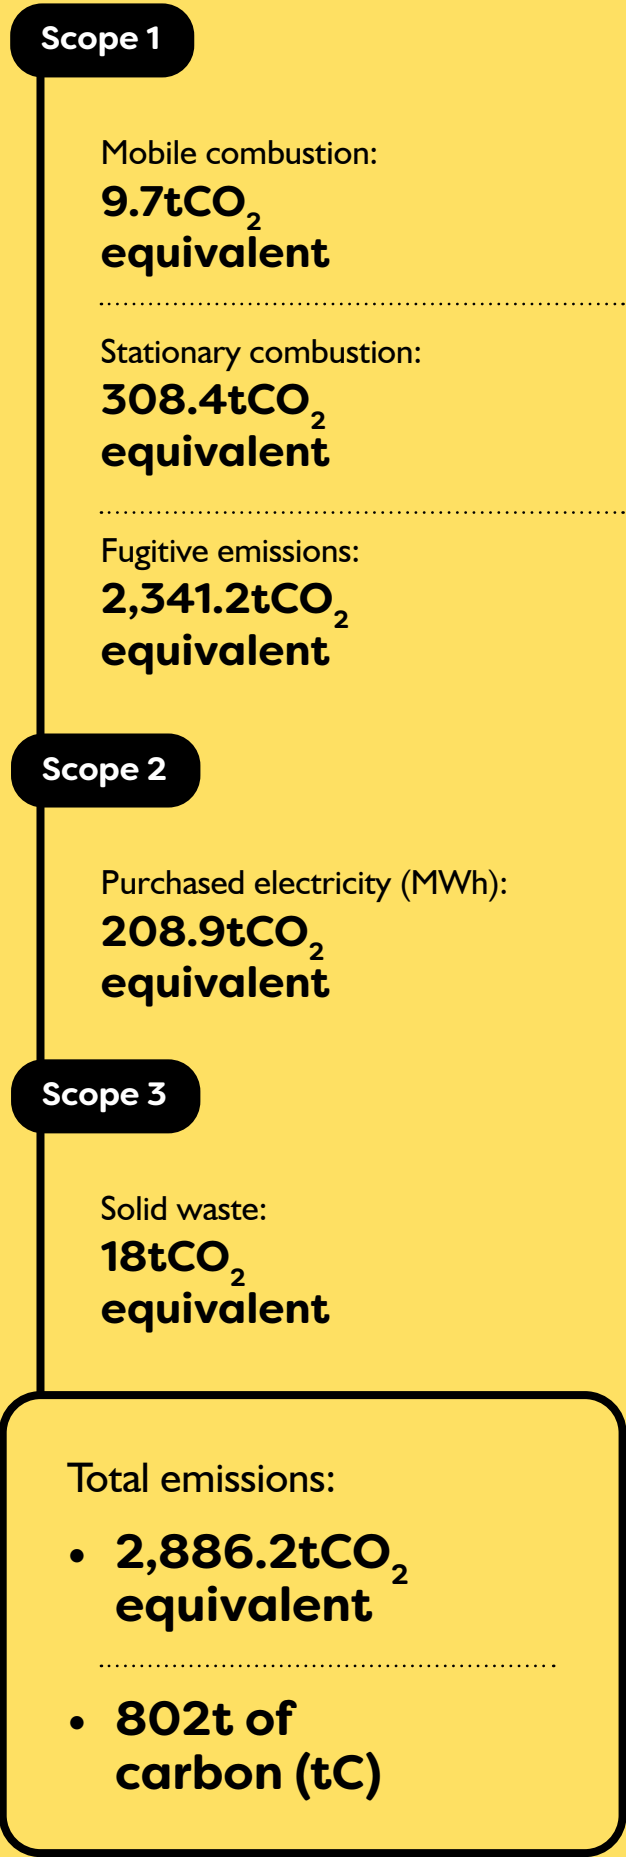 Scope 1
Mobile combustion:
9.7tCO₂
equivalent
Stationary combustion:
308.4tCO₂
equivalent
Fugitive emissions:
2,341.2tCO₂
equivalent
Scope 2
Purchased electricity (MWh):
208.9tCO₂
equivalent
Scope 3
Solid waste:
18tCO₂
equivalent
Total emissions:
• 2,886.2tCO₂
equivalent
• 802t of
carbon (tC)